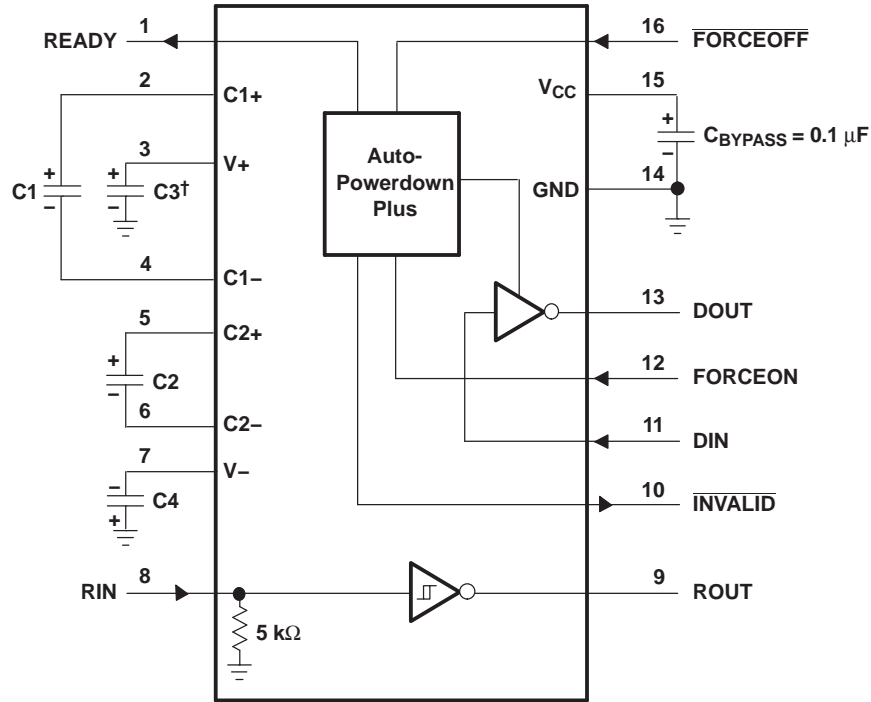 READY
1
16
FORCEOFF
2
C1+
VCC
15
+
CBYPASS = 0.1 μF
−
3
V+
Auto-
Powerdown
Plus
C1
+
−
+
−
C3†
14
GND
4
C1−
13
DOUT
5
C2+
12
FORCEON
+
−
C2
6
C2−
11
DIN
7
V−
10
INVALID
−
+
C4
RIN
8
9
ROUT
5 kΩ